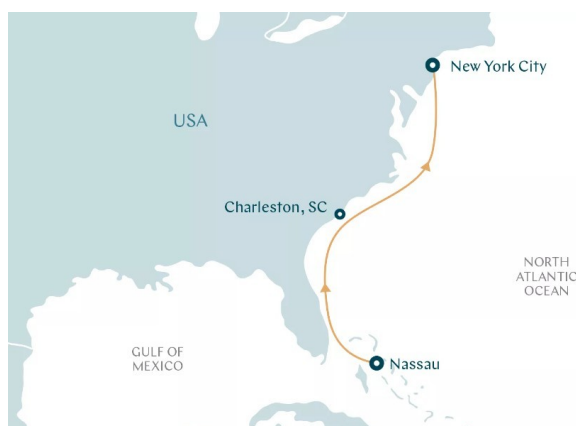 New York City
USA
Charleston, SC
NORTH
ATLANTIC
OCEAN
GULF OF
MEXICO
Nassau